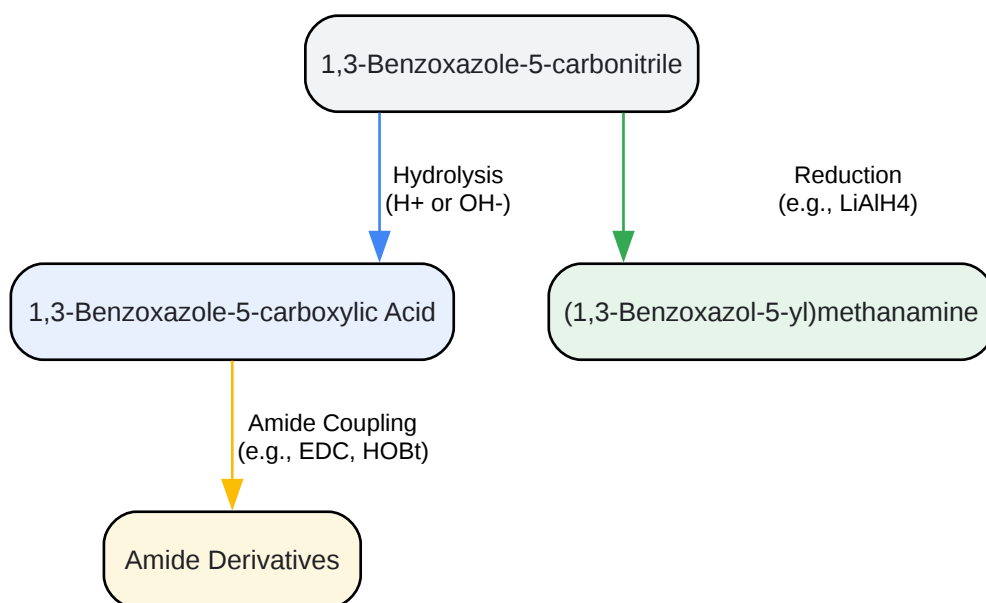 1,3-Benzoxazole-5-carbonitrile
Hydrolysis
(H+ or OH-)
Reduction
(e.g., LiAlH4)
1,3-Benzoxazole-5-carboxylic Acid
(1,3-Benzoxazol-5-yl)methanamine
Amide Coupling
(e.g., EDC, HOBt)
Amide Derivatives